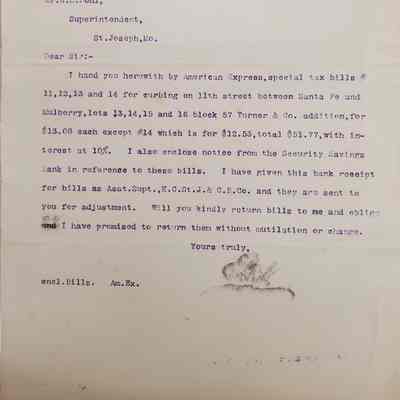 Superintendent,
St.Joseph,Mo.
Dear Sir:-
I hand you herewith by American Express,special tax bills #
11,12,13 and 14 for curbing on 11th street between Santa Fe and
Mulberry,lots 13,14,15 and 16 block 57 Turner & Co. addition,for
$13.08 each except #14 which is for $12.53, total $51.77,with in-
terest at 10%. I also enclose notice from the Security Savings
Bank in reference to these bills. I have given this bank receipt
for bills as Asst.Supt.,K.C.St.J.& C.B.Co. and they are sent to
you for adjustment. Will you kindly return bills to me and oblige
and I have promised to return them without mutilation or change.
Yours truly,
encl.Bills. Am.Ex.